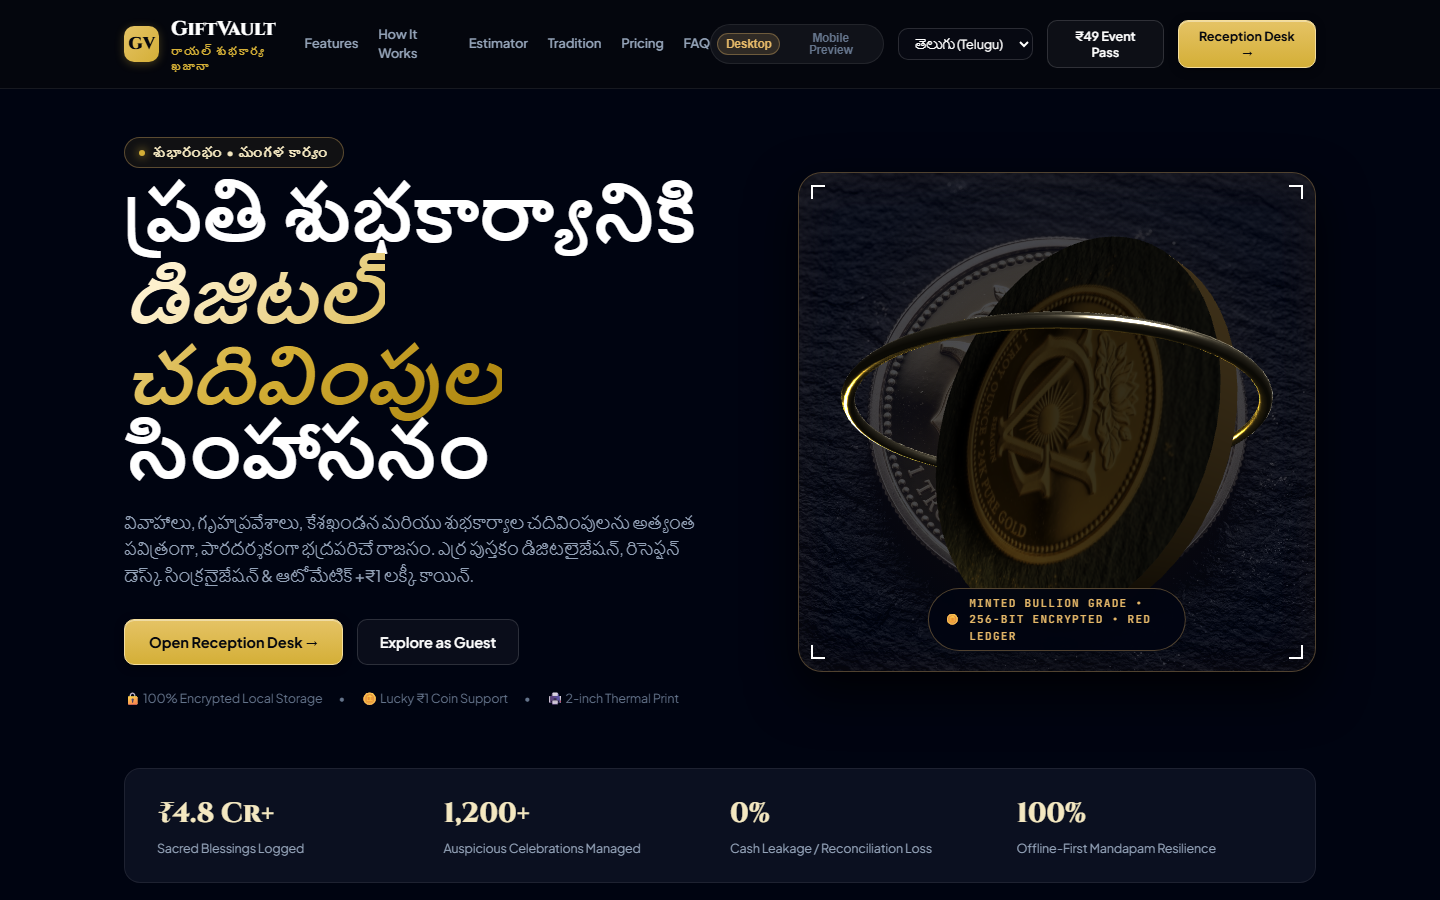 GV
GiftVault
రాయల్ శుభకార్య
ఖజానా
Features
How It
Works
Estimator
Tradition
Pricing
FAQ
Desktop
Mobile
Preview
తెలుగు (Telugu)
₹49 Event
Pass
Reception Desk
→
శుభారంభం • మంగళ కార్యం
ప్రతి శుభకార్యానికి
డిజిటల్
చదివింపుల
సింహాసనం
వివాహాలు, గృహప్రవేశాలు, కేశఖండన మరియు శుభకార్యాల చదివింపులను అత్యంత
పవిత్రంగా, పారదర్శకంగా భద్రపరిచే రాజసం. ఎర్ర పుస్తకం డిజిటలైజేషన్, రిసెప్షన్
డెస్క్ సింక్రనైజేషన్ & ఆటోమేటిక్ +₹1 లక్కీ కాయిన్.
Open Reception Desk →
Explore as Guest
100% Encrypted Local Storage • Lucky ₹1 Coin Support • 2-inch Thermal Print
PURE GOLD
MINTED BULLION GRADE •
256-BIT ENCRYPTED • RED
LEDGER
₹4.8 Cr+
Sacred Blessings Logged
1,200+
Auspicious Celebrations Managed
0%
Cash Leakage / Reconciliation Loss
100%
Offline-First Mandapam Resilience